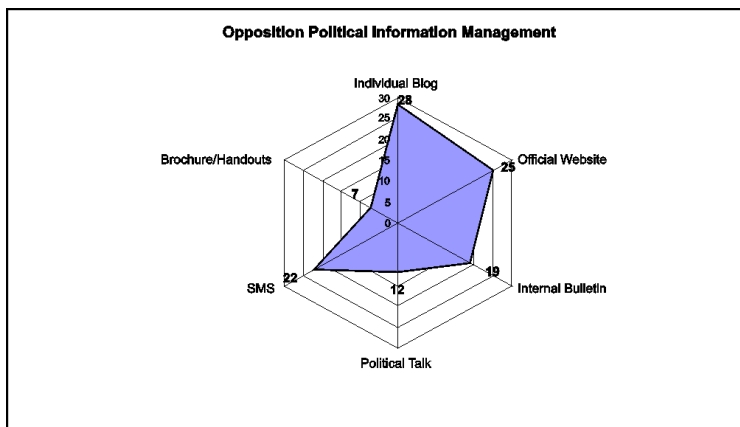 Opposition Political Information Management
Individual Blog
30
28
25
20
15
10
5
0
Brochure/Handouts
Official Website
25
7
22
19
SMS
12
Internal Bulletin
Political Talk